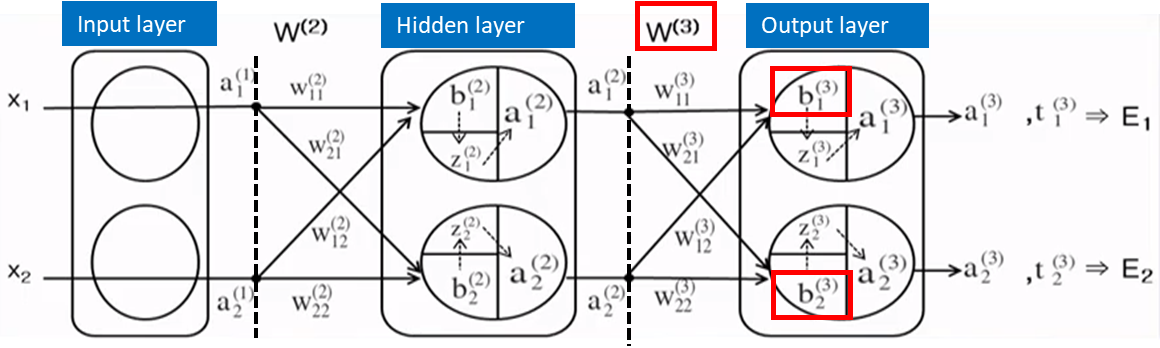 Input layer
W(2)
Hidden layer
W(3)
Output layer
x1
a1(1)
w11(2)
b1(2)
z1(2)
a1(2)
a1(2)
w11(3)
b1(3)
z1(3)
a1(3)
a1(3) ,t1(3) ⇒ E1
w21(2)
w21(3)
w12(2)
w12(3)
x2
a2(1)
w22(2)
z2(2)
b2(2)
a2(2)
a2(2)
w22(3)
z2(3)
b2(3)
a2(3)
a2(3) ,t2(3) ⇒ E2